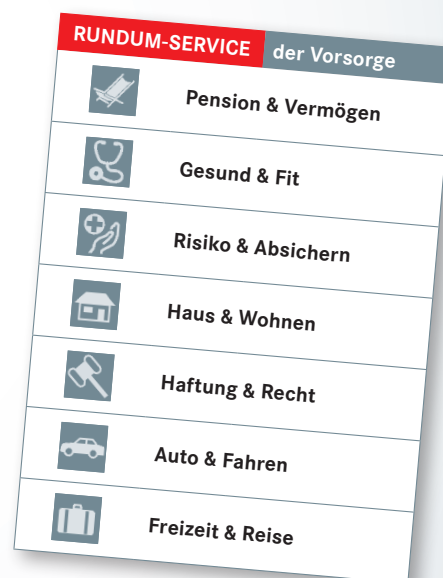 RUNDUM-SERVICE der Vorsorge
Pension & Vermögen
Gesund & Fit
Risiko & Absichern
Haus & Wohnen
Haftung & Recht
Auto & Fahren
Freizeit & Reise